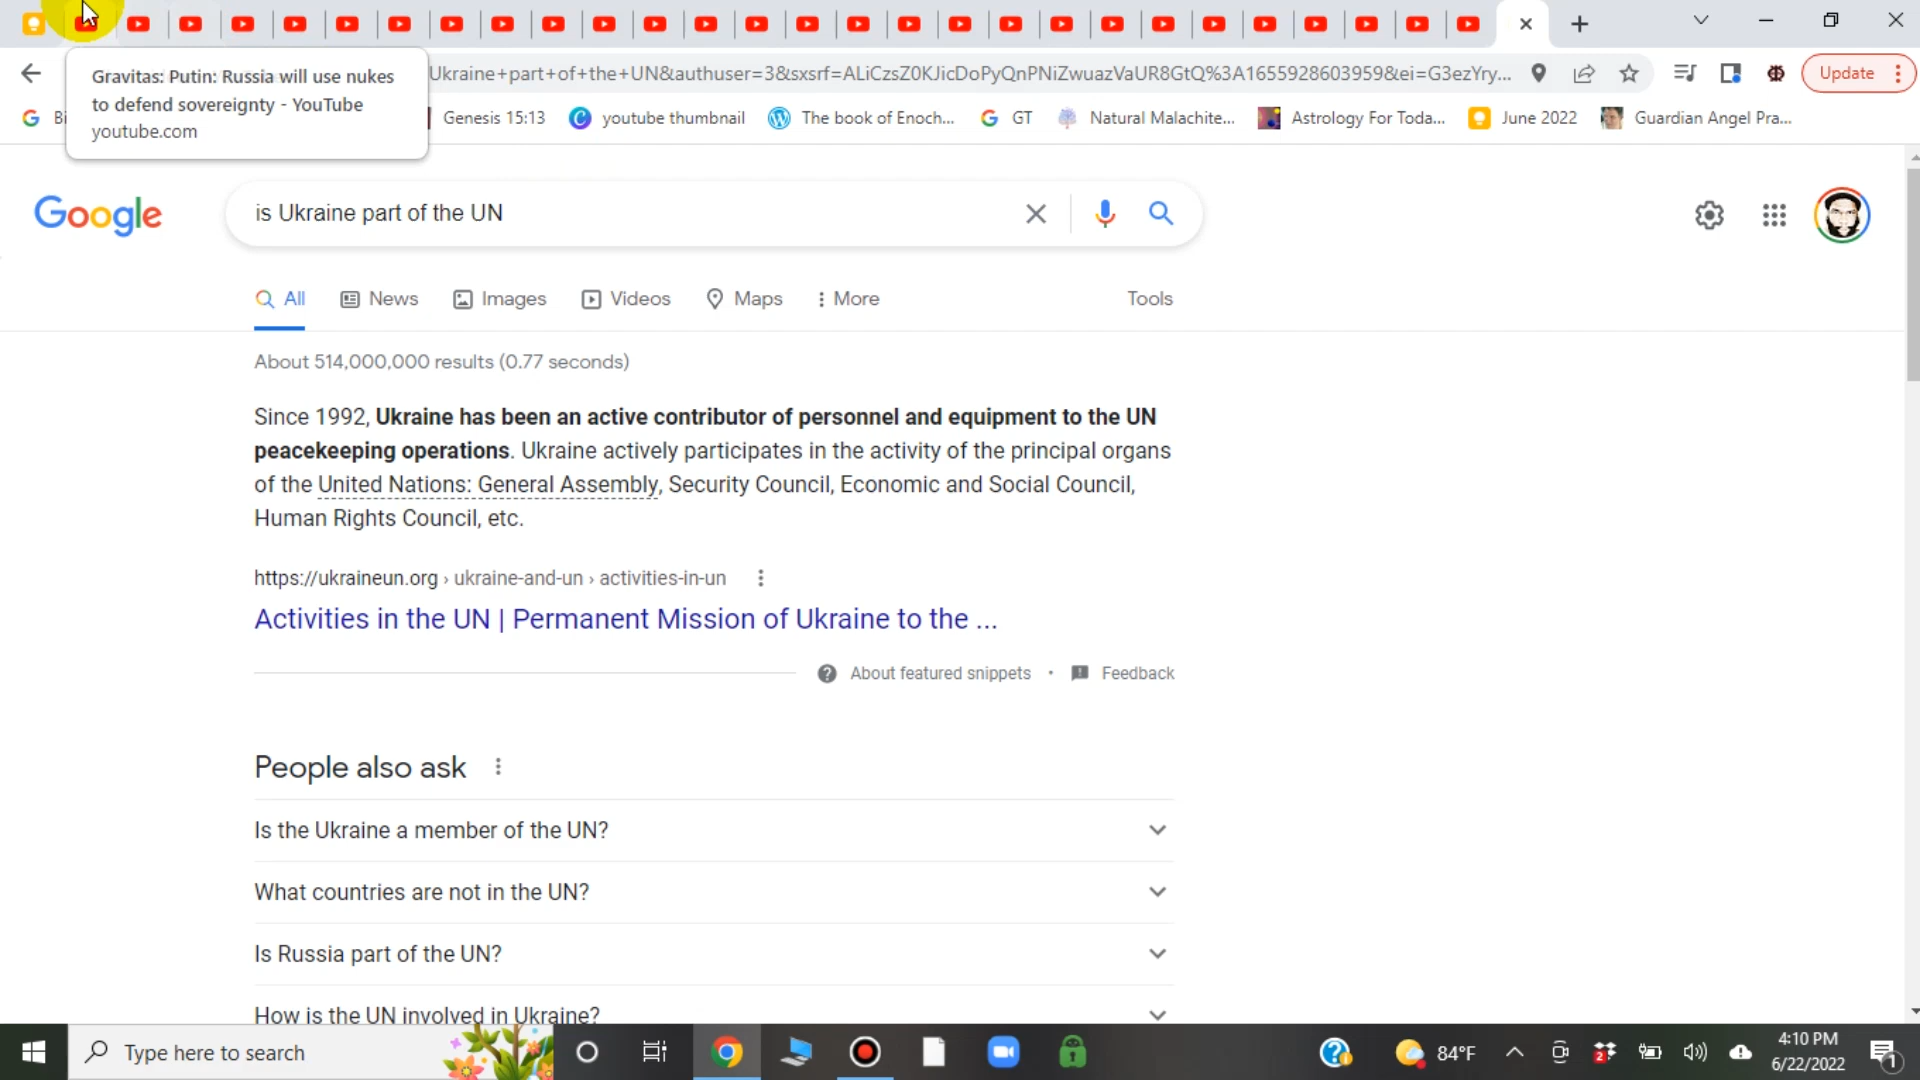 Gravitas: Putin: Russia will use nukes
to defend sovereignty - YouTube
youtube.com
Ukraine+part+of+the+UN&authuser=3&sxsrf=ALiCzsZ0KJicDoPyQnPNiZwuazVaUR8GtQ%3A1655928603959&ei=G3ezYry...
Update
Genesis 15:13
youtube thumbnail
The book of Enoch...
GT
Natural Malachite...
Astrology For Toda...
June 2022
Guardian Angel Pra...
Google
is Ukraine part of the UN
All
News
Images
Videos
Maps
More
Tools
About 514,000,000 results (0.77 seconds)
Since 1992, Ukraine has been an active contributor of personnel and equipment to the UN
peacekeeping operations. Ukraine actively participates in the activity of the principal organs
of the United Nations: General Assembly, Security Council, Economic and Social Council,
Human Rights Council, etc.
https://ukraineun.org › ukraine-and-un › activities-in-un
Activities in the UN | Permanent Mission of Ukraine to the ...
About featured snippets • Feedback
People also ask
Is the Ukraine a member of the UN?
What countries are not in the UN?
Is Russia part of the UN?
How is the UN involved in Ukraine?
Type here to search
84°F
2
4:10 PM
6/22/2022
1